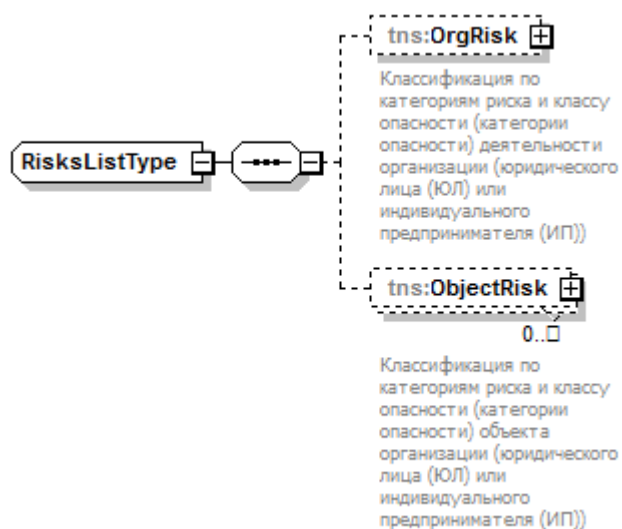 tns:OrgRisk
Классификация по
категориям риска и классу
опасности (категории
опасности) деятельности
организации (юридического
лица (ЮЛ) или
индивидуального
предпринимателя (ИП))
RisksListType
tns:ObjectRisk
0..□
Классификация по
категориям риска и классу
опасности (категории
опасности) объекта
организации (юридического
лица (ЮЛ) или
индивидуального
предпринимателя (ИП))